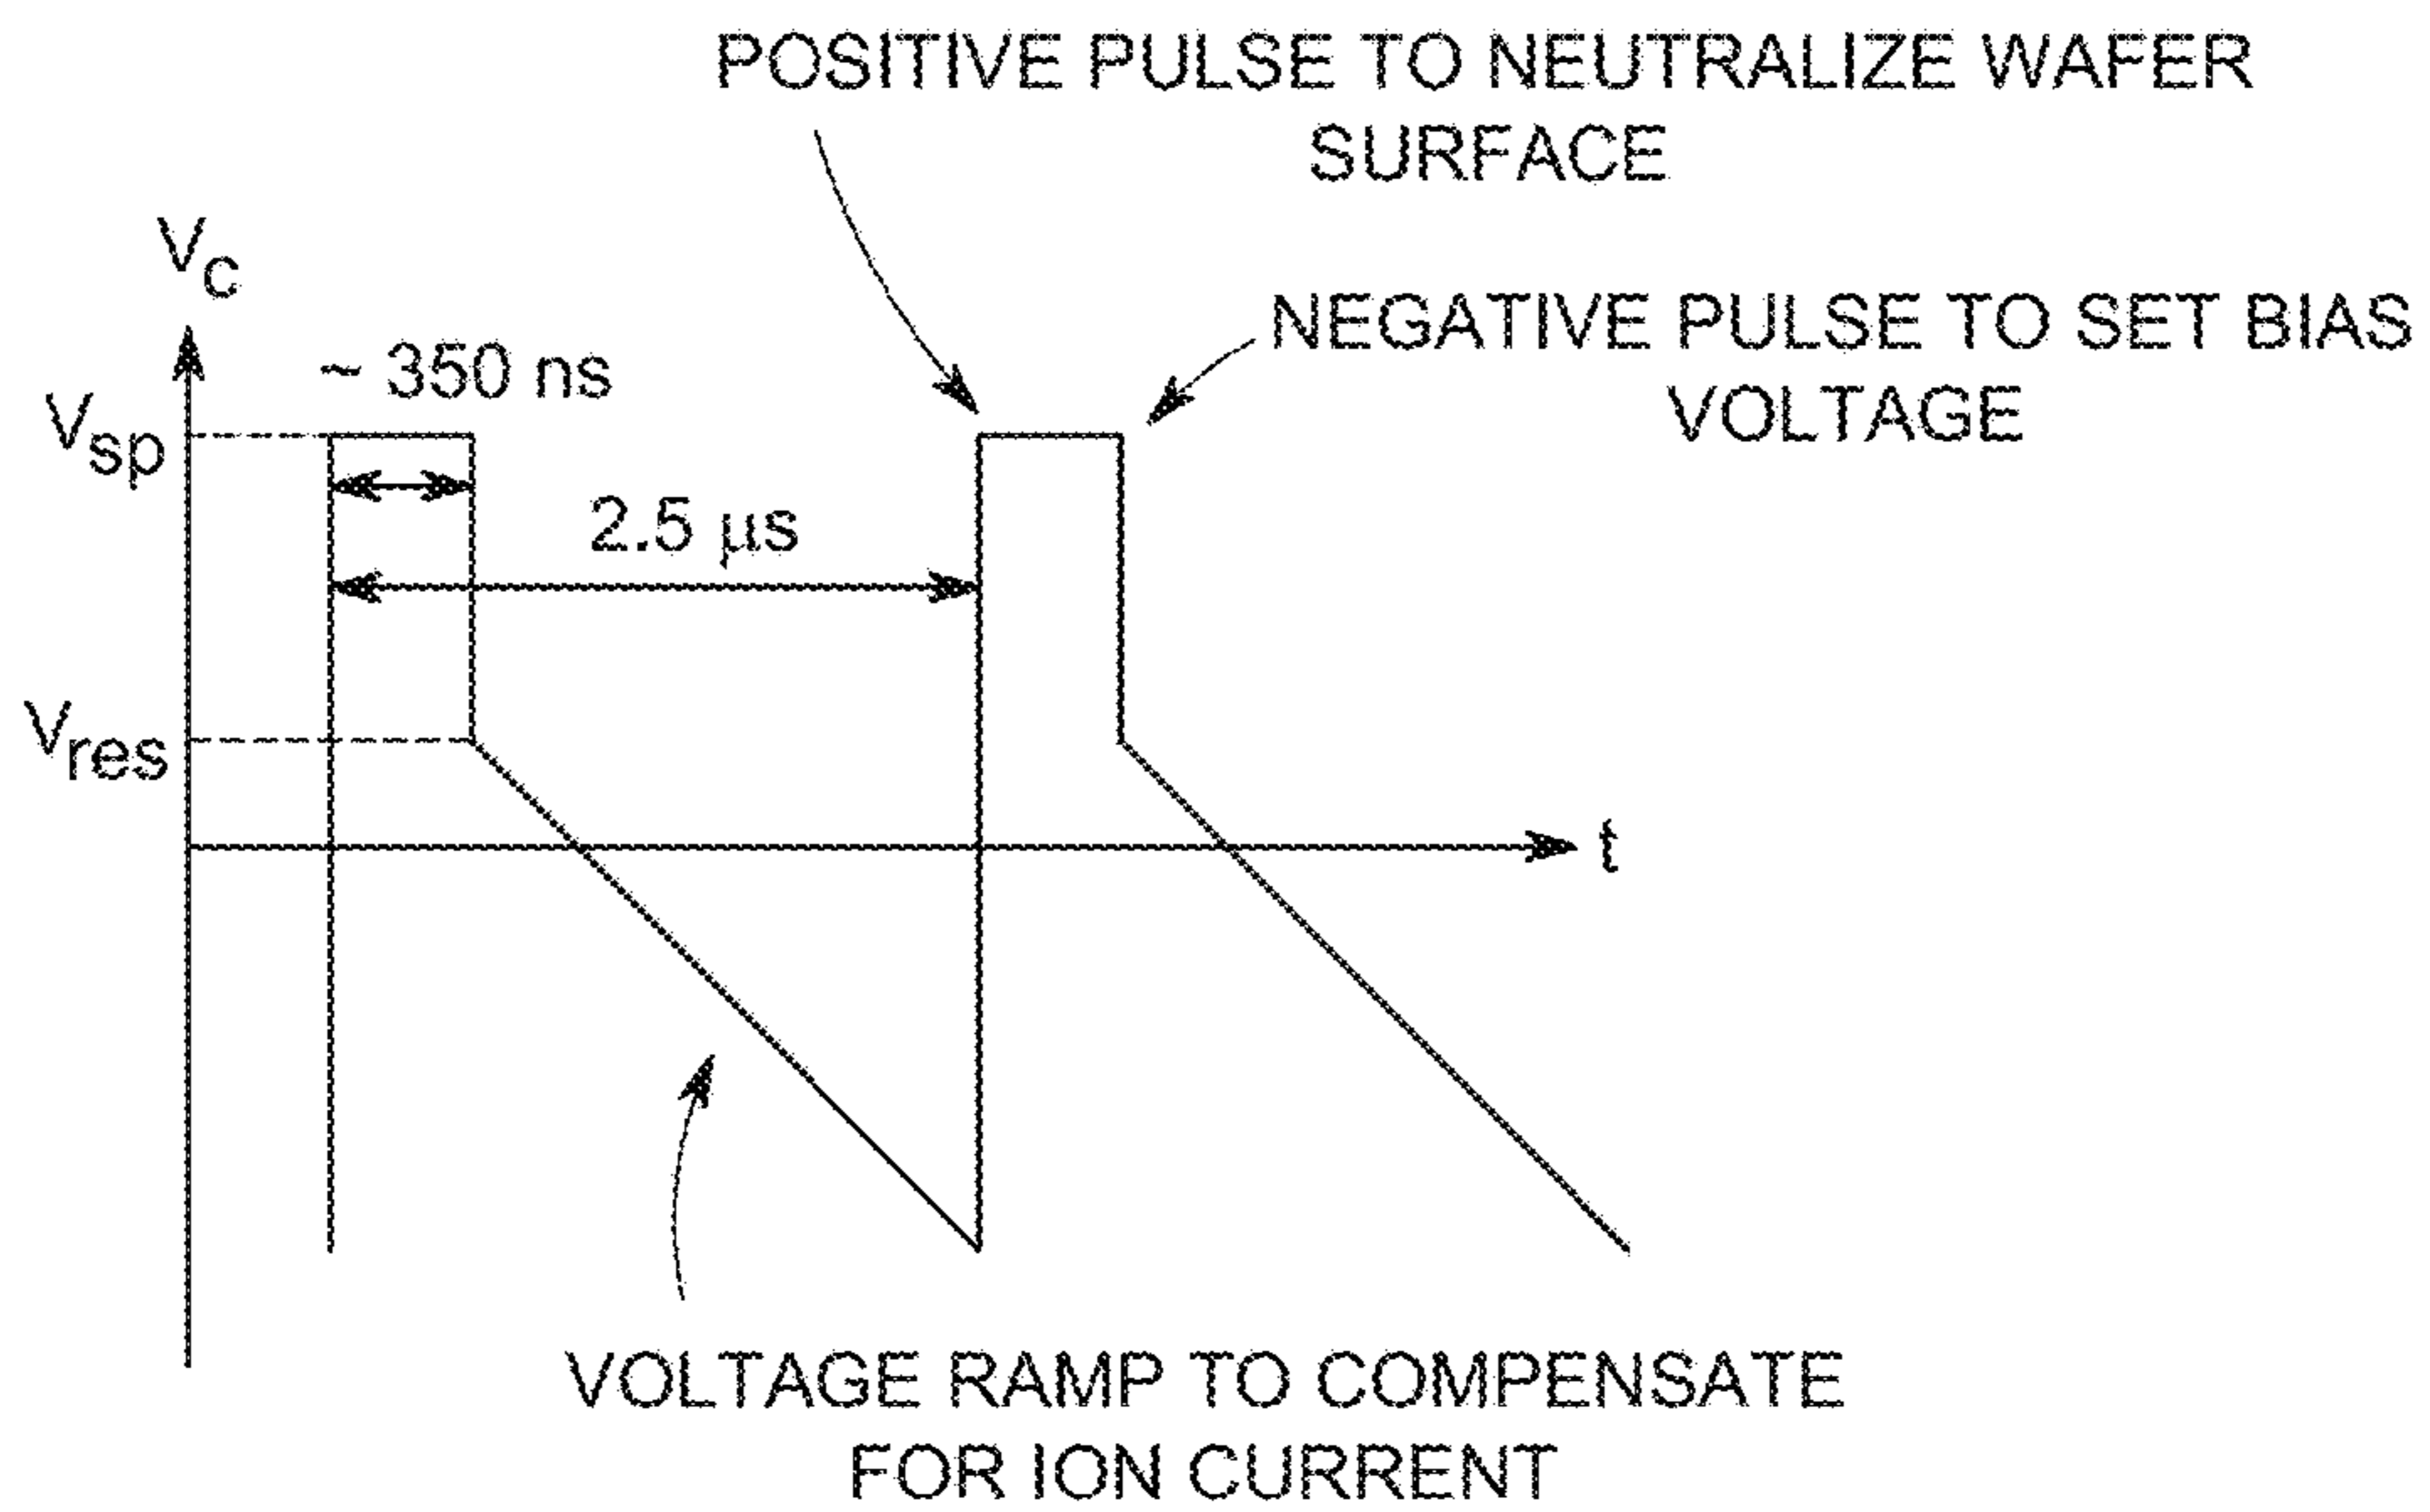 POSITIVE PULSE TO NEUTRALIZE WAFER
SURFACE
Vc
NEGATIVE PULSE TO SET BIAS
VOLTAGE
~ 350 ns
Vsp
2.5 μs
Vres
t
VOLTAGE RAMP TO COMPENSATE
FOR ION CURRENT